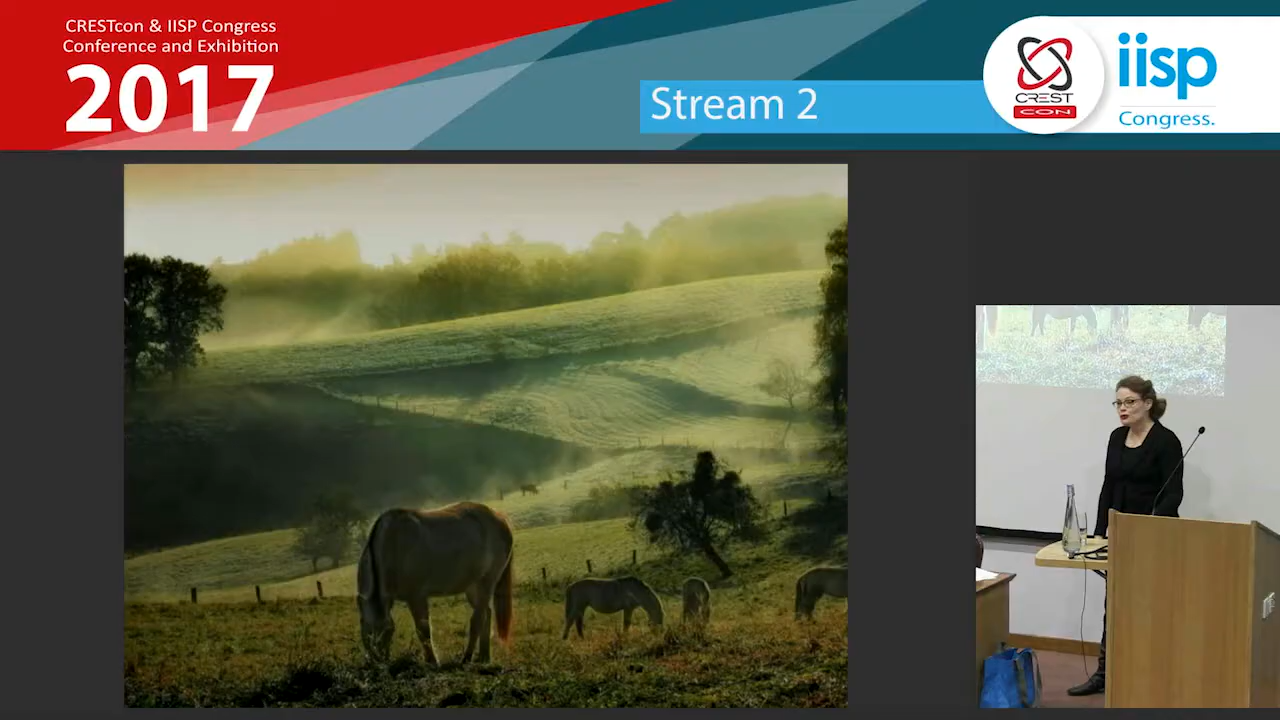 CRESTcon & IISP Congress
Conference and Exhibition
2017
Stream 2
CREST
CON
iisp
Congress.